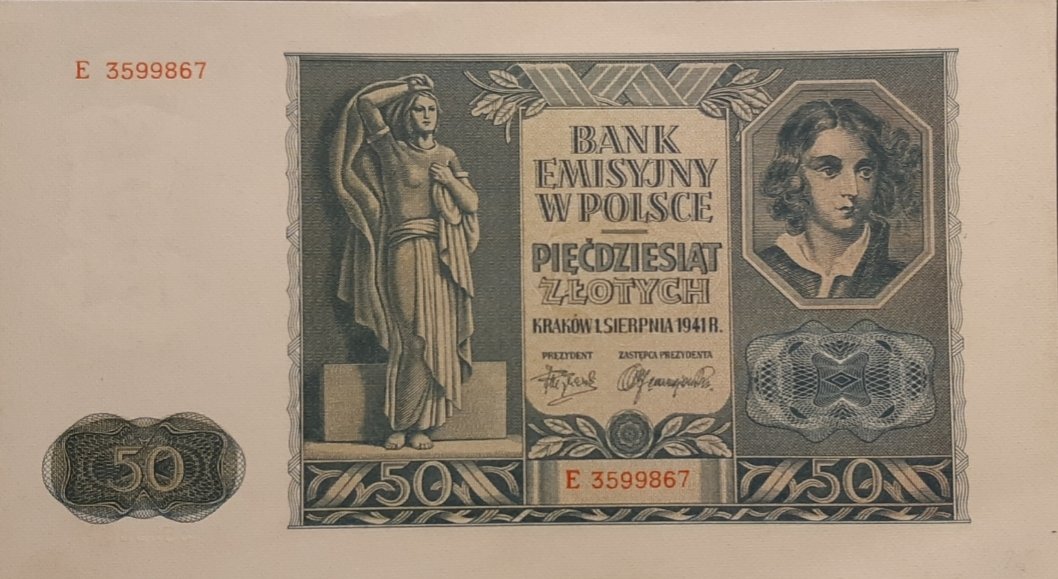 E 3599867
BANK
EMISYJNY
W POLSCE
PIĘĆDZIESIĄT
ZŁOTYCH
KRAKÓW 1. SIERPNIA 1941 R.
PREZYDENT ZASTĘPCA PREZYDENTA
50
50
E 3599867
50